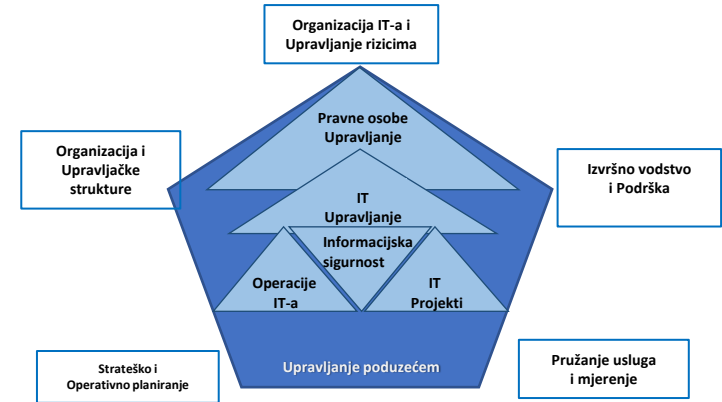 Organizacija IT-a i
Upravljanje rizicima
Pravne osobe
Upravljanje
Organizacija i
Upravljačke
strukture
Izvršno vodstvo
i Podrška
IT
Upravljanje
Informacijska
sigurnost
Operacije
IT-a
IT
Projekti
Strateško i
Operativno planiranje
Upravljanje poduzećem
Pružanje usluga
i mjerenje